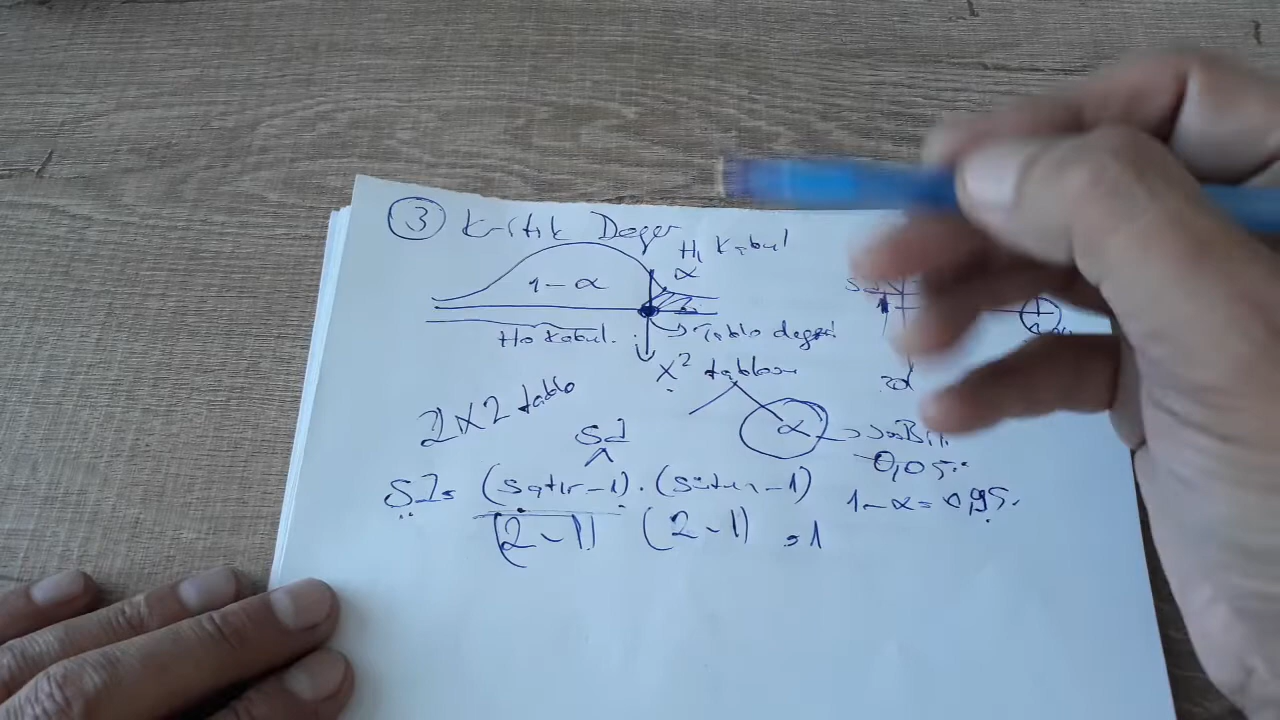 3 Kritik Değer
H₁ Kabul
α
1-α
H₀ Kabul.
Tablo değeri
X² tablosu
2x2 tablo
sd
α
0,05
sd= (Satır-1).(Sütun-1)
1-α=0,95.
(2-1) (2-1) =1